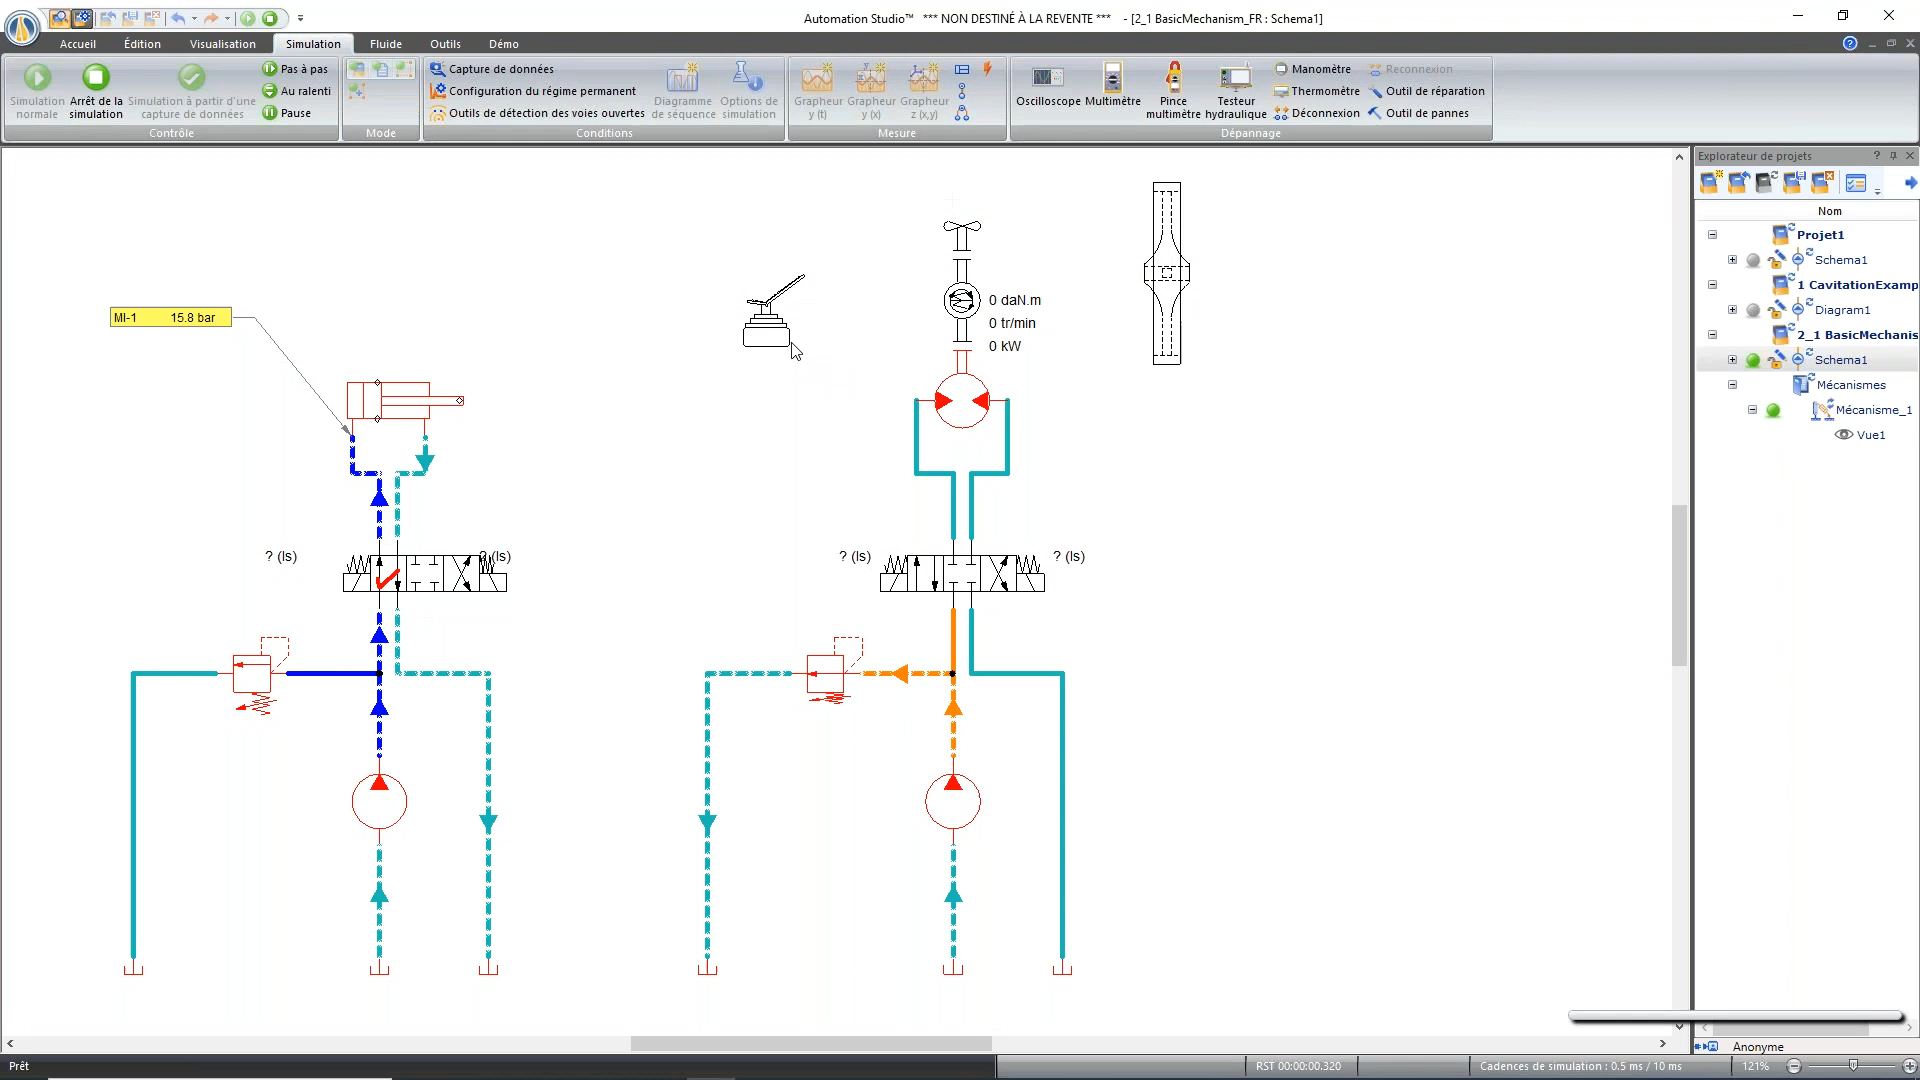 Automation Studio™   *** NON DESTINÉ À LA REVENTE ***   - [2_1 BasicMechanism_FR : Schema1]
Accueil Édition Visualisation Simulation Fluide Outils Démo
Simulation normale
Arrêt de la simulation
Simulation à partir d'une capture de données
Pas à pas
Au ralenti
Pause
Contrôle
Mode
Capture de données
Configuration du régime permanent
Outils de détection des voies ouvertes
Diagramme de séquence
Options de simulation
Conditions
Grapheur y (t)
Grapheur y (x)
Grapheur z (x,y)
Mesure
Oscilloscope
Multimètre
Pince multimètre
Testeur hydraulique
Manomètre
Thermomètre
Déconnexion
Reconnexion
Outil de réparation
Outil de pannes
Dépannage
Explorateur de projets
Nom
Projet1
Schema1
1 CavitationExamp
Diagram1
2_1 BasicMechanis
Schema1
Mécanismes
Mécanisme_1
Vue1
MI-1 15.8 bar
0 daN.m
0 tr/min
0 kW
? (ls)
? (ls)
? (ls)
? (ls)
Anonyme
Prêt
RST 00:00:00.320
Cadences de simulation : 0.5 ms / 10 ms
121%